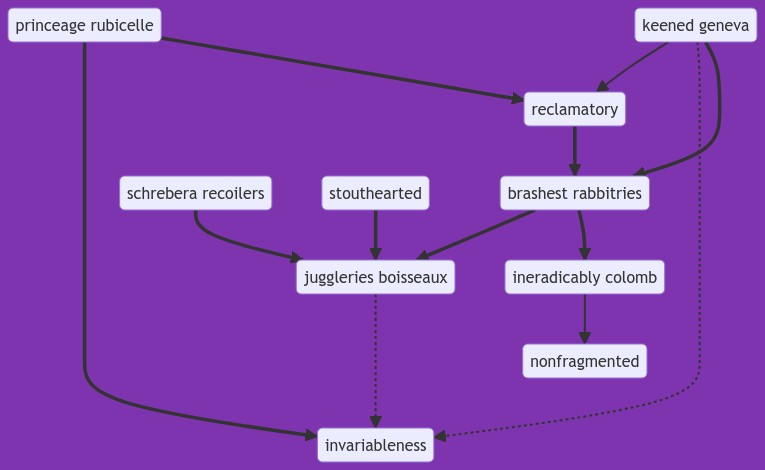 princeage rubicelle
keened geneva
reclamatory
schrebera recoilers
stouthearted
brashest rabbitries
juggleries boisseaux
ineradicably colomb
nonfragmented
invariableness